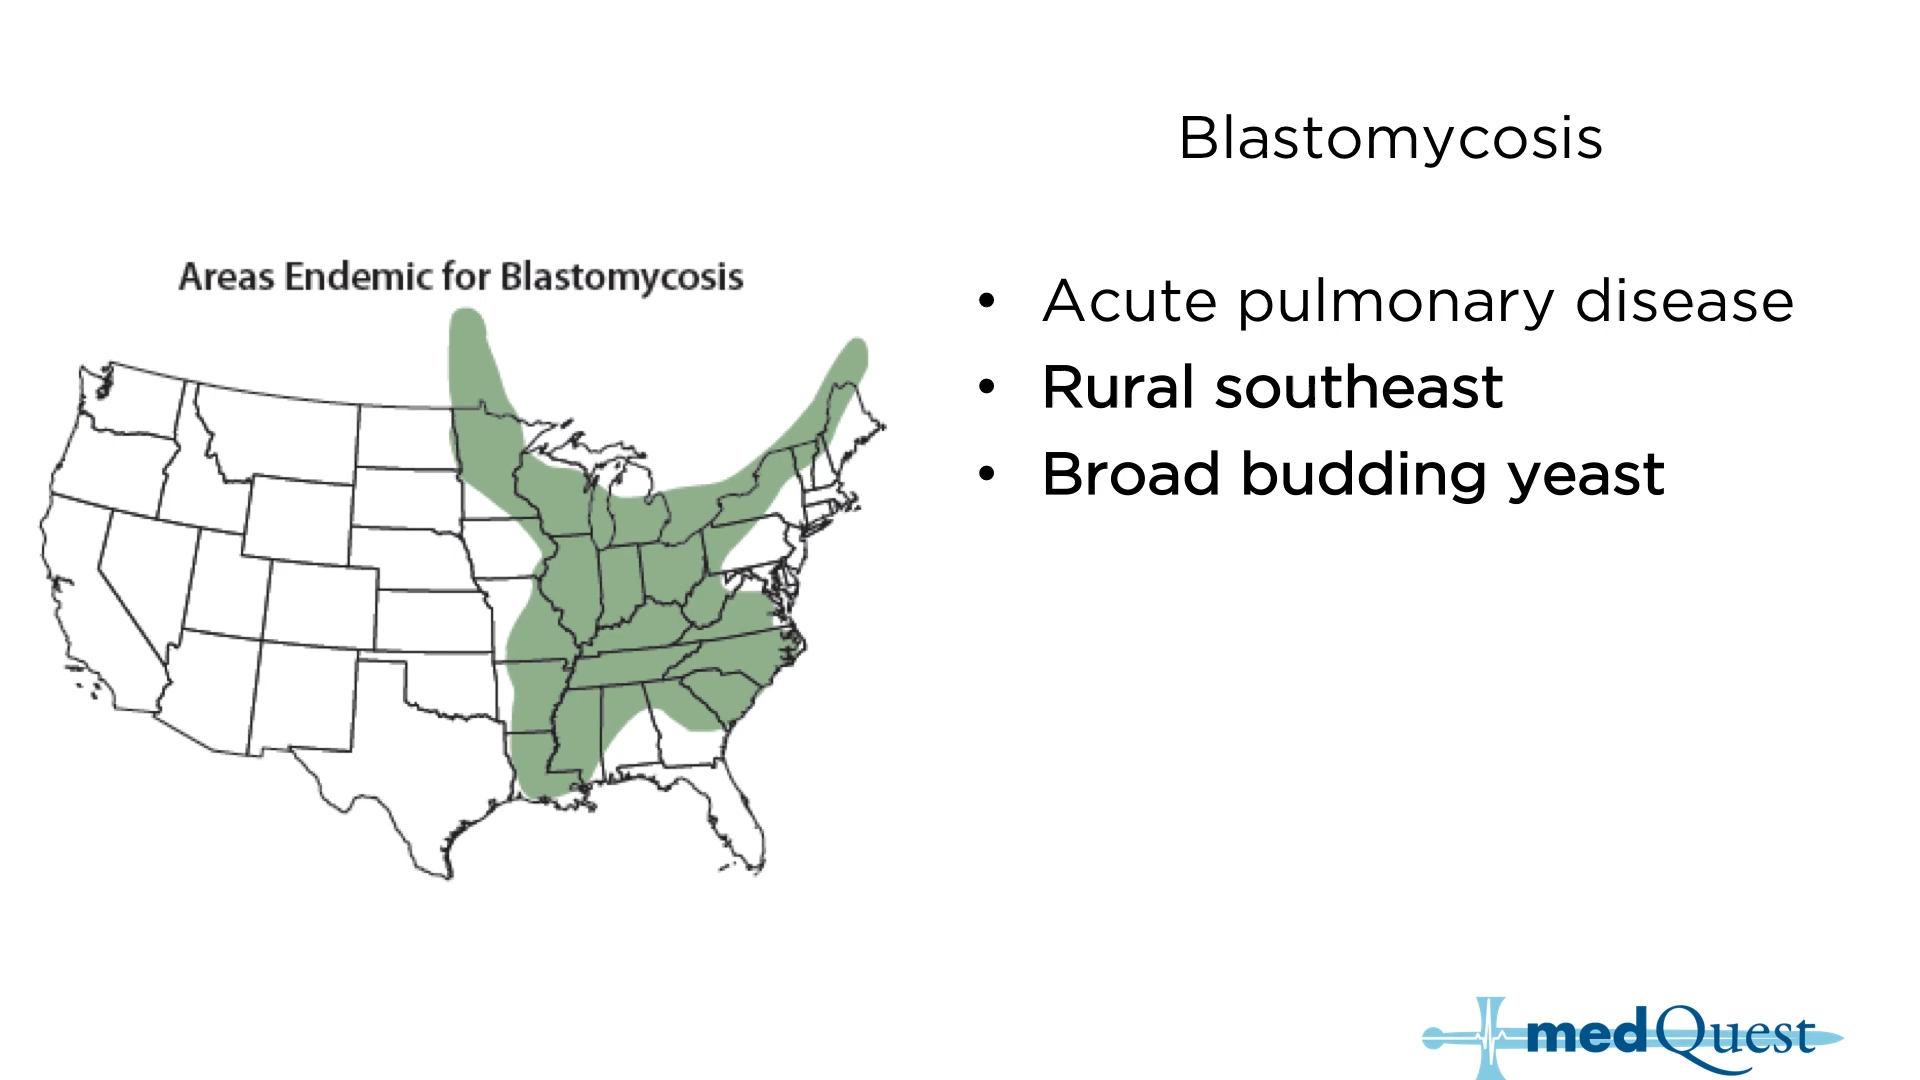 Blastomycosis
Areas Endemic for Blastomycosis
• Acute pulmonary disease
• Rural southeast
• Broad budding yeast
medQuest